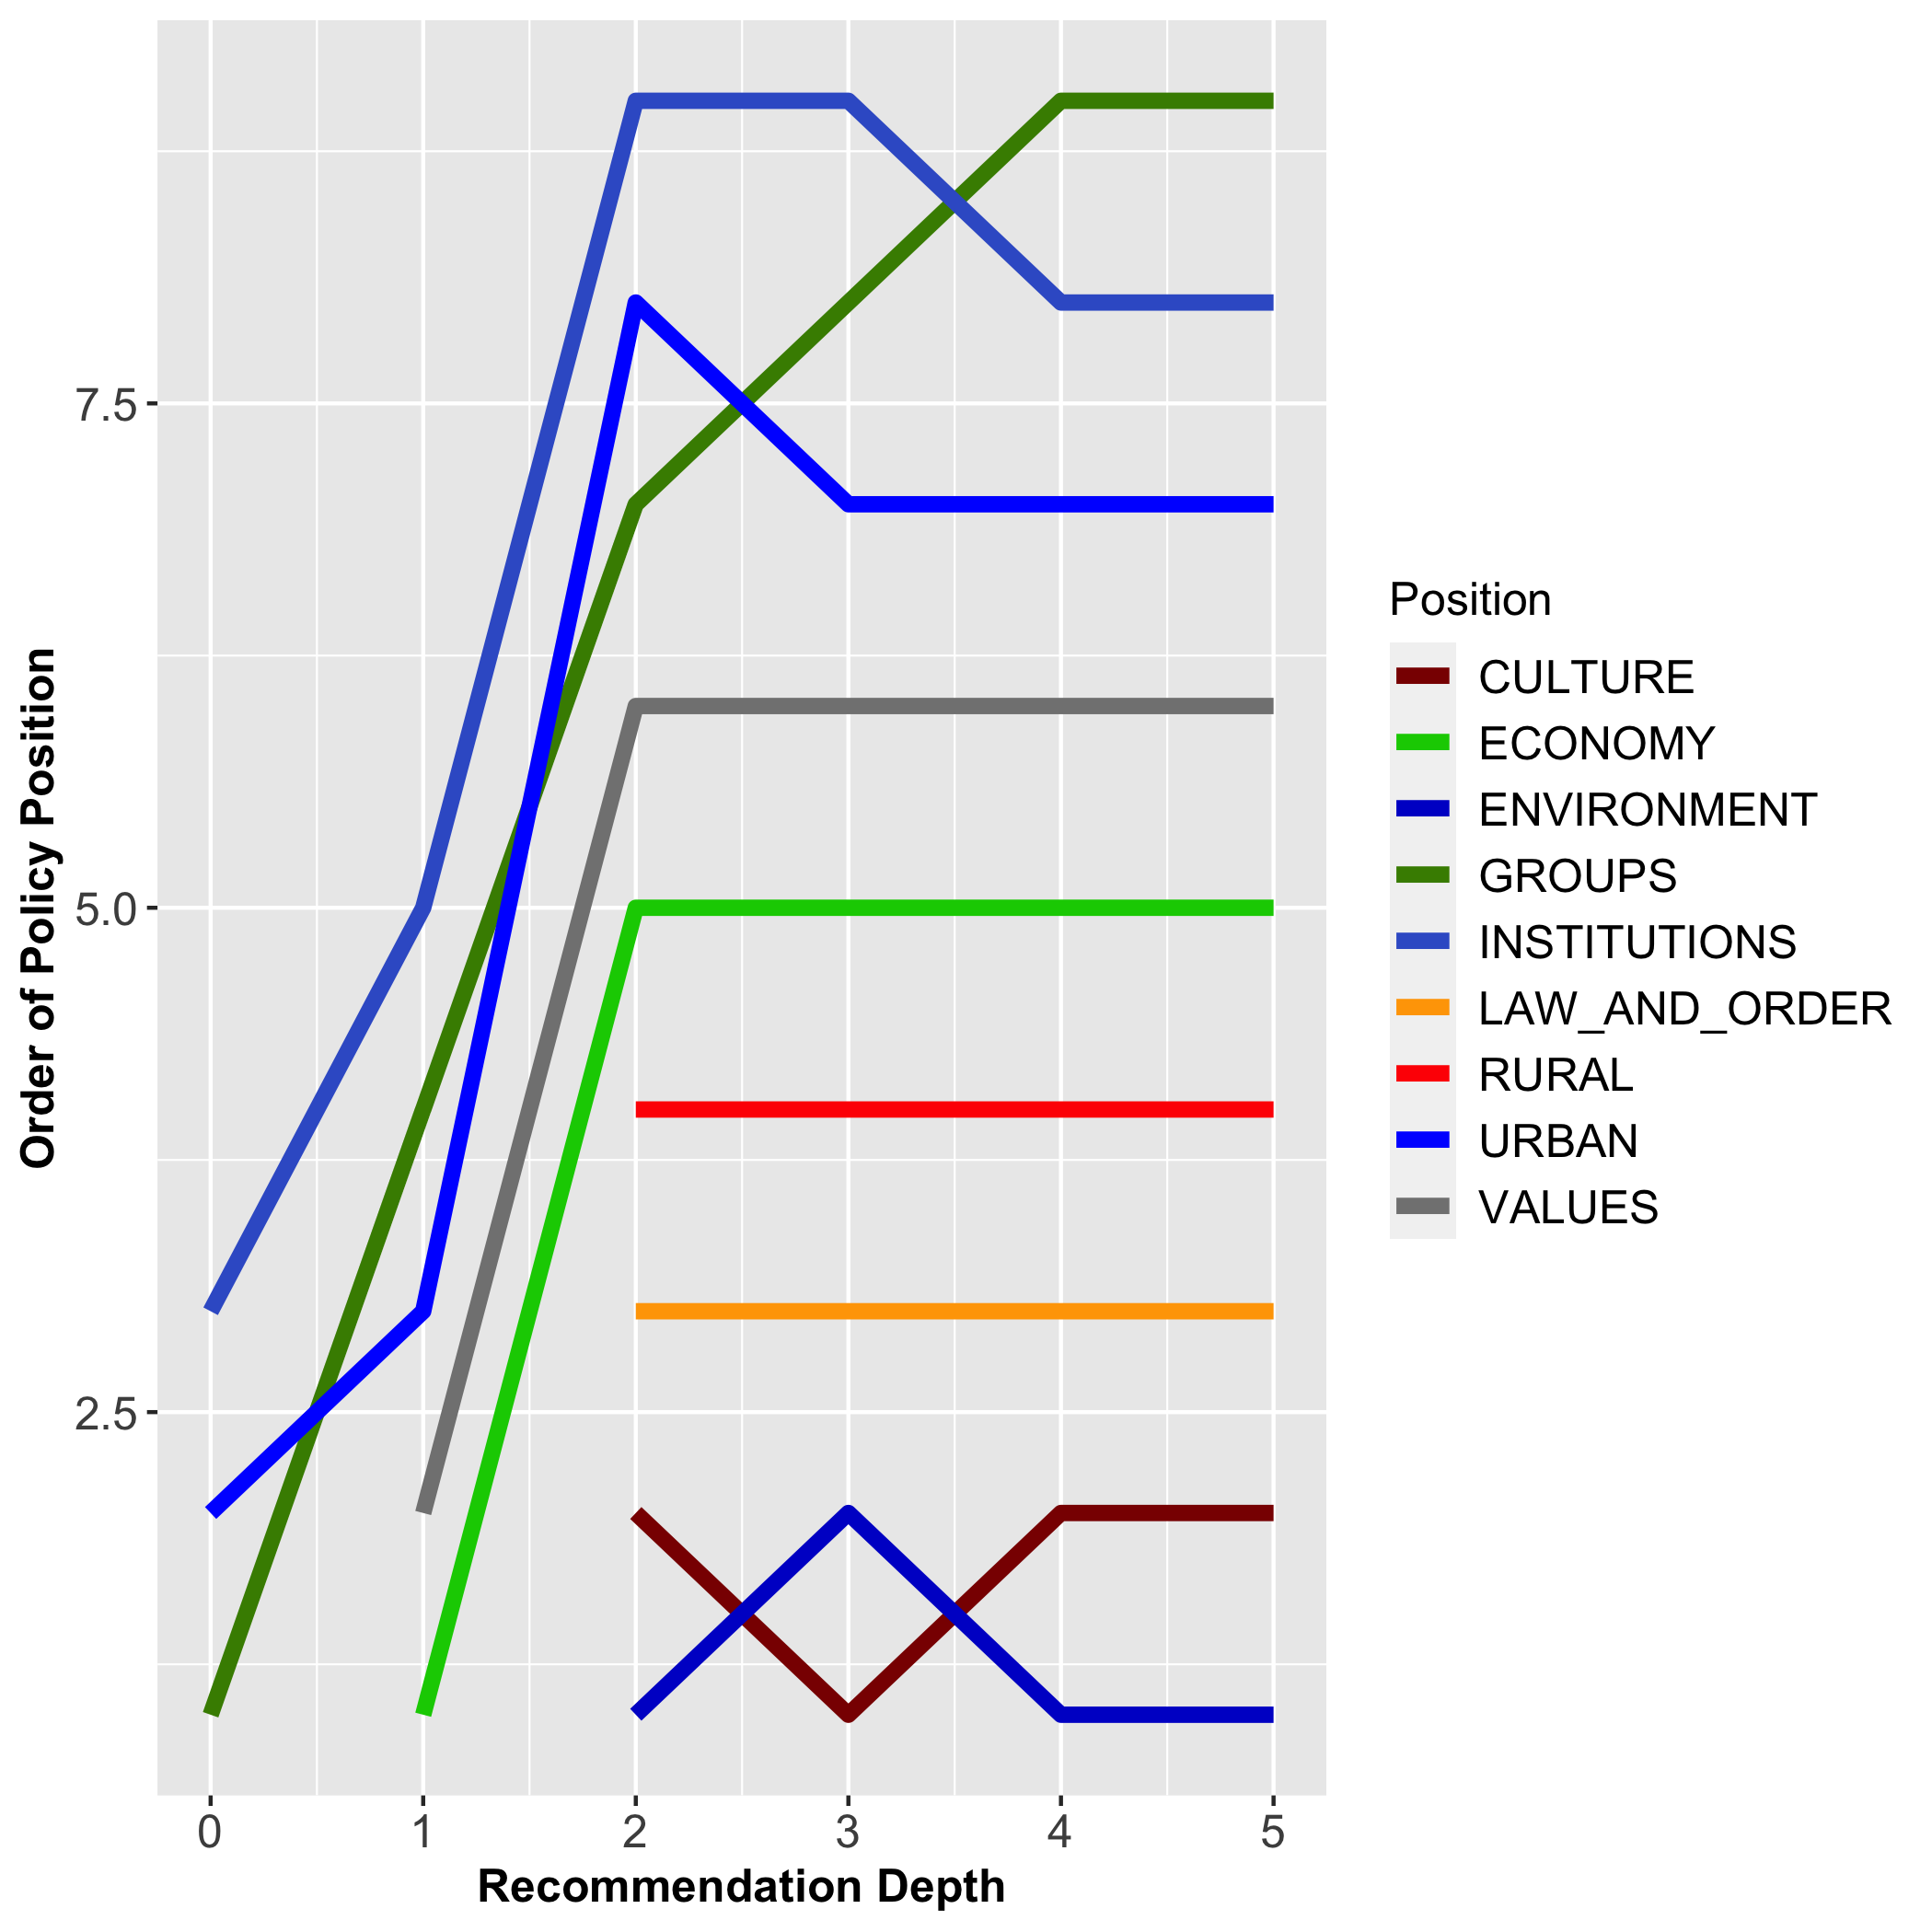 Order of Policy Position
7.5
5.0
2.5
0 1 2 3 4 5
Recommendation Depth
Position
CULTURE
ECONOMY
ENVIRONMENT
GROUPS
INSTITUTIONS
LAW_AND_ORDER
RURAL
URBAN
VALUES